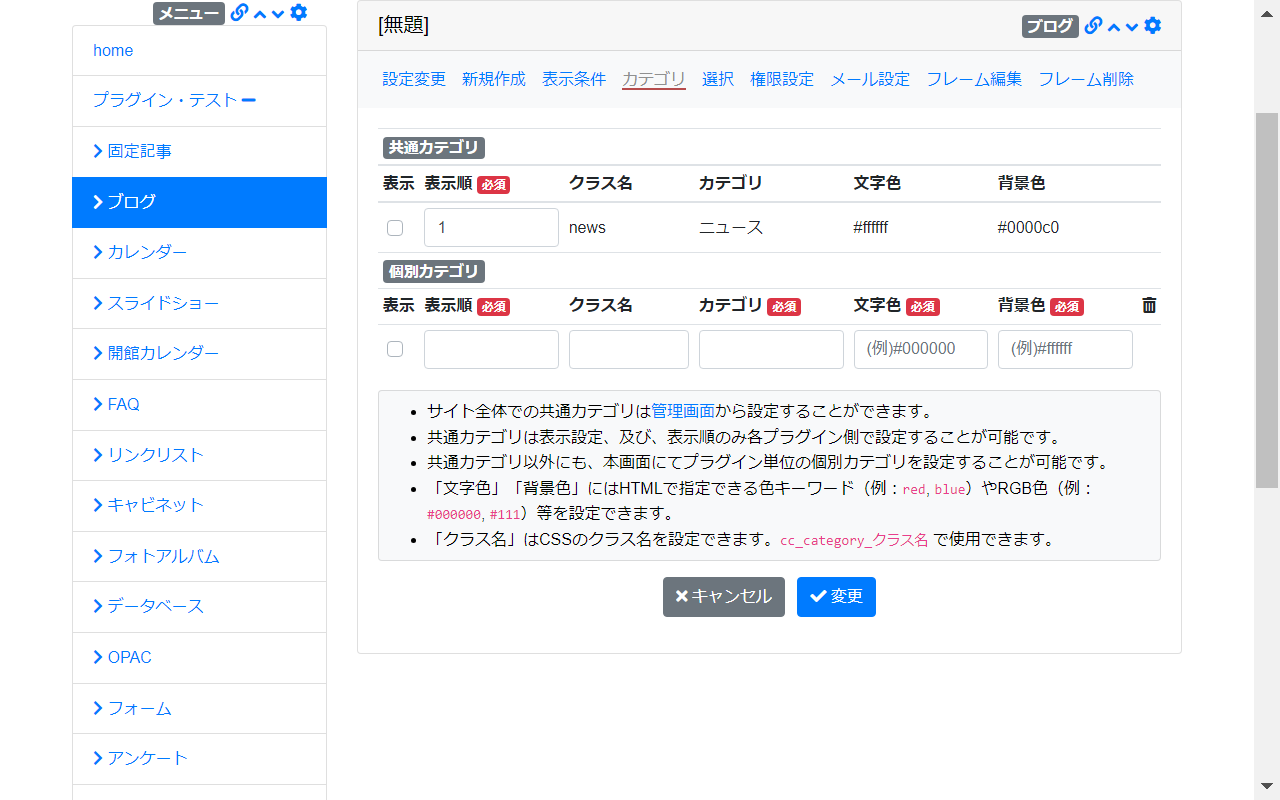 メニュー
home
プラグイン・テスト
固定記事
ブログ
カレンダー
スライドショー
開館カレンダー
FAQ
リンクリスト
キャビネット
フォトアルバム
データベース
OPAC
フォーム
アンケート
[無題]
ブログ
設定変更 新規作成 表示条件 カテゴリ 選択 権限設定 メール設定 フレーム編集 フレーム削除
共通カテゴリ
表示 表示順 必須 クラス名 カテゴリ 文字色 背景色
1 news ニュース #ffffff #0000c0
個別カテゴリ
表示 表示順 必須 クラス名 カテゴリ 必須 文字色 必須 背景色 必須
(例)#000000 (例)#ffffff
サイト全体での共通カテゴリは管理画面から設定することができます。
共通カテゴリは表示設定、及び、表示順のみ各プラグイン側で設定することが可能です。
共通カテゴリ以外にも、本画面にてプラグイン単位の個別カテゴリを設定することが可能です。
「文字色」「背景色」にはHTMLで指定できる色キーワード（例：red, blue）やRGB色（例：
#000000, #111）等を設定できます。
「クラス名」はCSSのクラス名を設定できます。cc_category_クラス名 で使用できます。
キャンセル 変更